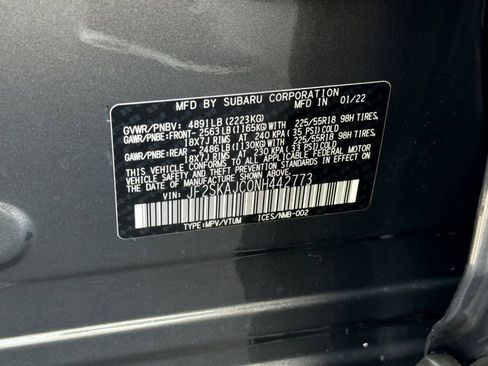 MFD BY SUBARU CORPORATION IN 01/22
GVWR/PNBV: 4891LB (2223KG)
GAWR/PNBE:FRONT- 2563LB (1165KG)WITH 225/55R18 98H TIRES,
18X7J RIMS AT 240 KPA (35 PSI)COLD
GAWR/PNBE:REAR -2486LB (1130KG)WITH 225/55R18 98H TIRES,
18X7J RIMS AT 230 KPA (33 PSI)COLD
THIS VEHICLE CONFORMS TO ALL APPLICABLE FEDERAL MOTOR
VEHICLE SAFETY, BUMPER, AND THEFT PREVENTION STANDARDS IN EFFECT ON THE
DATE OF MANUFACTURE SHOWN ABOVE.
VIN: JF2SKAJC0NH442773
TYPE:MPV/VTUM ICES/NMB-002